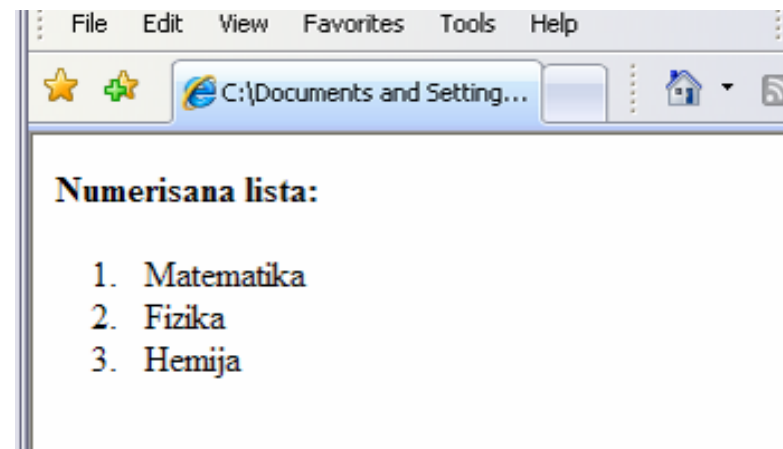 File Edit View Favorites Tools Help
C:\Documents and Setting...
Numerisana lista:
1. Matematika
2. Fizika
3. Hemija